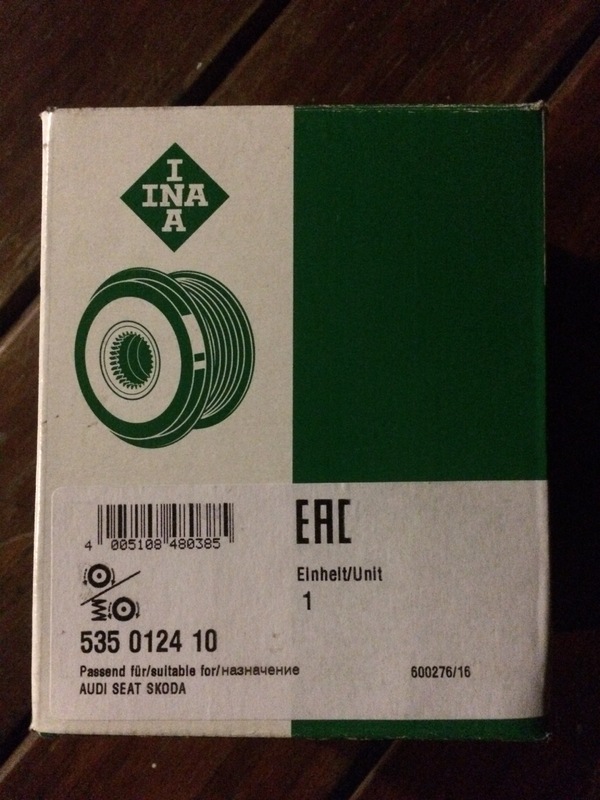 I
INA
A
EAC
4 005108 480385
Einheit/Unit
1
535 0124 10
Passend für/suitable for/назначение
600276/16
AUDI SEAT SKODA